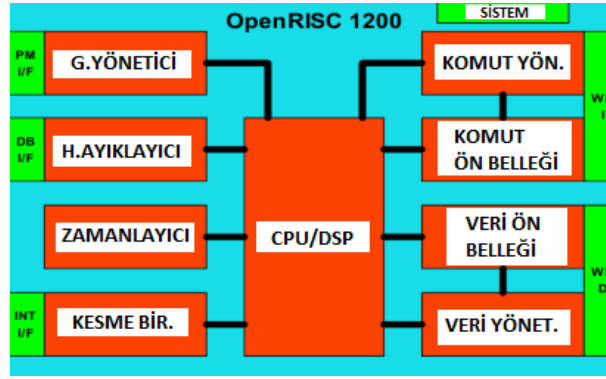 SİSTEM
OpenRISC 1200
PM
I/F
G.YÖNETİCİ
KOMUT YÖN.
DB
I/F
H.AYIKLAYICI
KOMUT
ÖN BELLEĞİ
ZAMANLAYICI
CPU/DSP
VERİ ÖN
BELLEĞİ
INT
I/F
KESME BİR.
VERİ YÖNET.